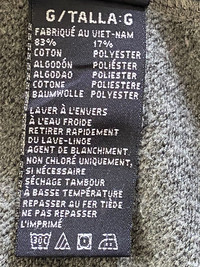 G/TALLA:G
FABRIQUÉ AU VIET-NAM
83% 17%
COTON POLYESTER
ALGODÓN POLIÉSTER
ALGODAO POLIÉSTER
COTONE POLIESTERE
BAUMWOLLE POLYESTER
LAVER À L'ENVERS
À L'EAU FROIDE
RETIRER RAPIDEMENT
DU LAVE-LINGE
AGENT DE BLANCHIMENT
NON CHLORÉ UNIQUEMENT,
SI NÉCESSAIRE
SÉCHAGE TAMBOUR
À BASSE TEMPÉRATURE
REPASSER AU FER TIÈDE
NE PAS REPASSER
L'IMPRIMÉ